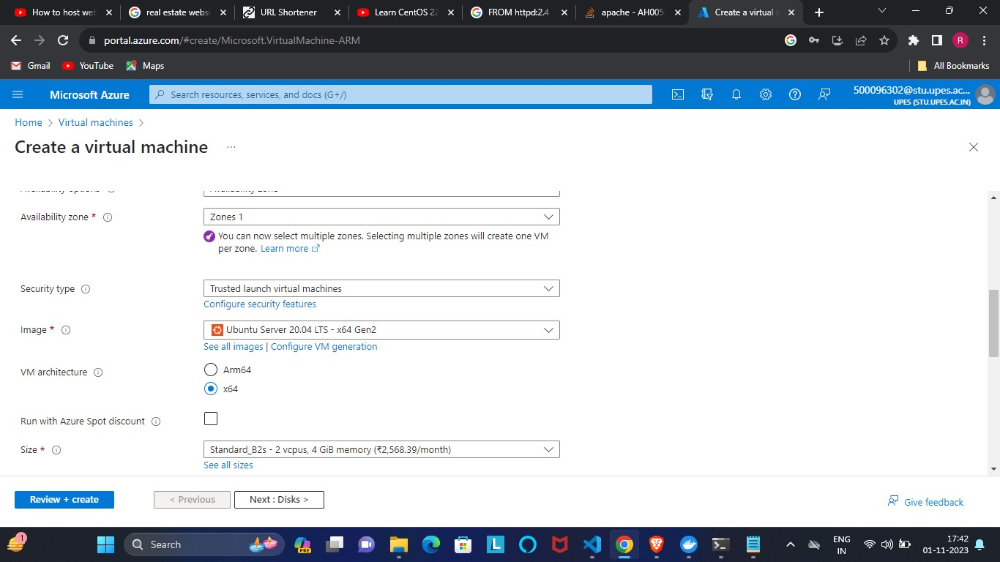 How to host web
real estate websi
URL Shortener
Learn CentOS 22
FROM httpd:2.4
apache - AH005
Create a virtual
portal.azure.com/#create/Microsoft.VirtualMachine-ARM
R
Gmail
YouTube
Maps
All Bookmarks
Microsoft Azure
Search resources, services, and docs (G+/)
500096302@stu.upes.ac...
UPES (STU.UPES.AC.IN)
Home > Virtual machines >
Create a virtual machine ...
Availability options
Availability zone
Availability zone *
Zones 1
You can now select multiple zones. Selecting multiple zones will create one VM
per zone. Learn more
Security type
Trusted launch virtual machines
Configure security features
Image *
Ubuntu Server 20.04 LTS - x64 Gen2
See all images | Configure VM generation
VM architecture
Arm64
x64
Run with Azure Spot discount
Size *
Standard_B2s - 2 vcpus, 4 GiB memory (₹2,568.39/month)
See all sizes
Review + create
< Previous
Next : Disks >
Give feedback
1
Search
PRE
L
ENG
IN
17:42
01-11-2023